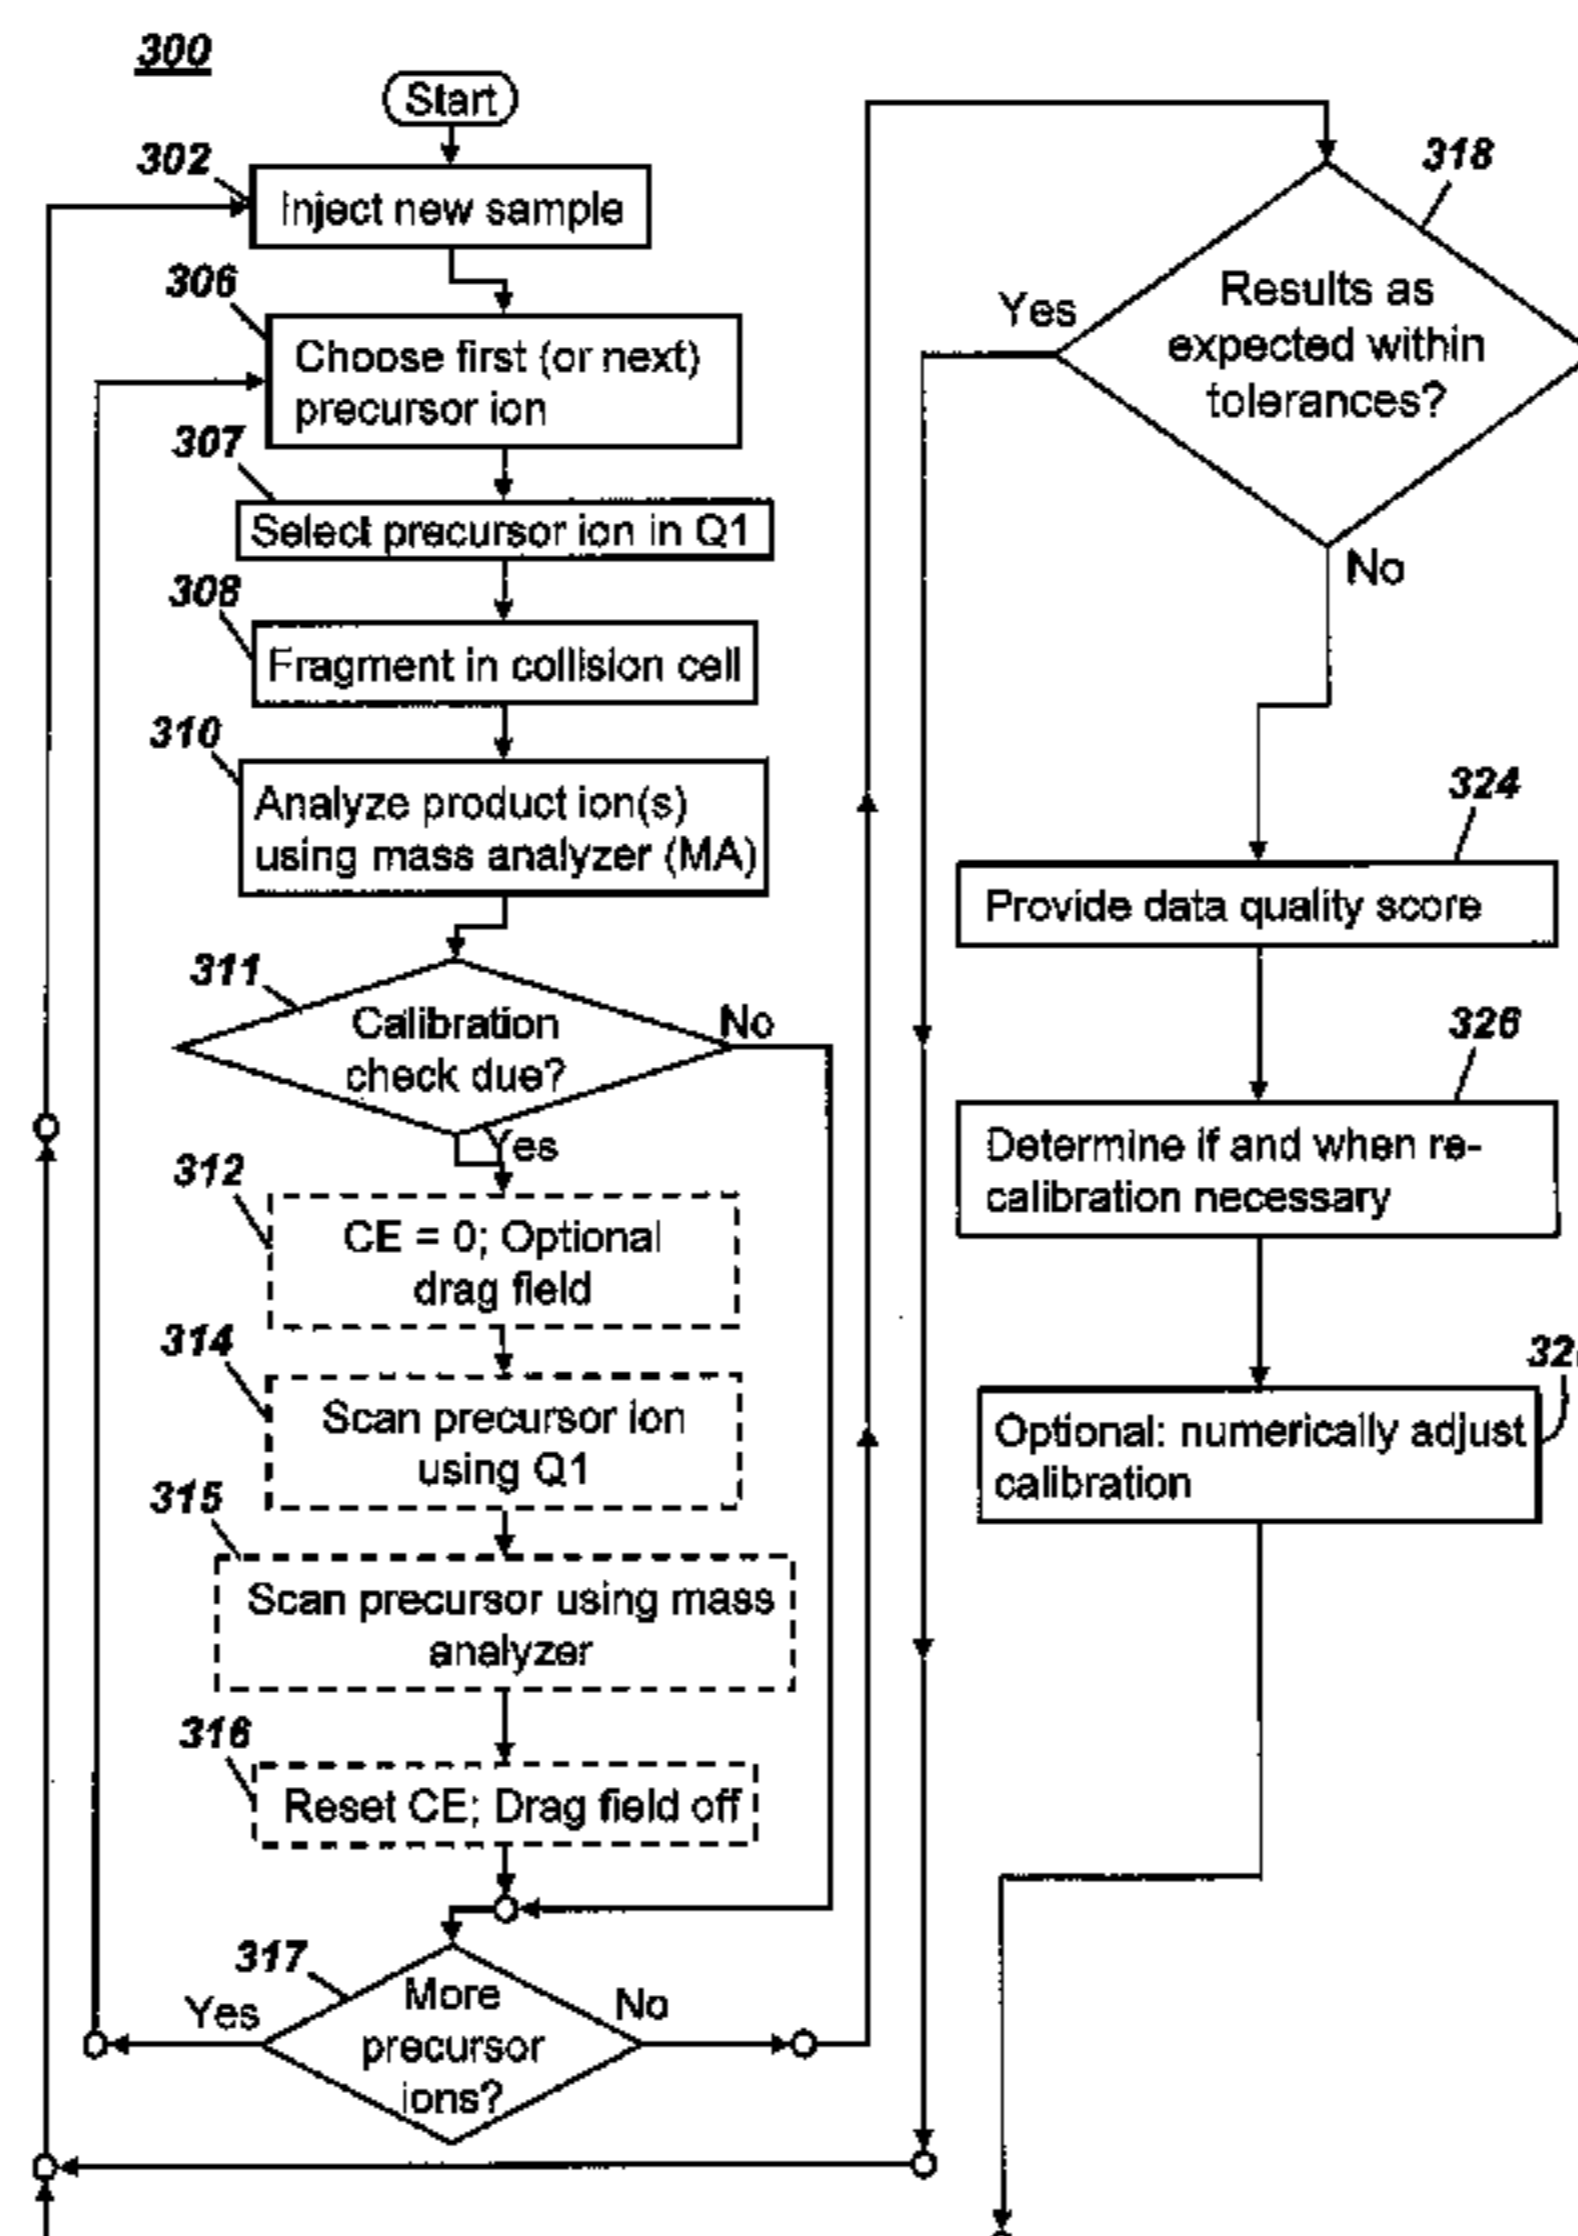 300
Start
302
Inject new sample
306
Choose first (or next)
precursor ion
307
Select precursor ion in Q1
308
Fragment in collision cell
310
Analyze product ion(s)
using mass analyzer (MA)
311
Calibration
check due?
No
Yes
312
CE = 0; Optional
drag field
314
Scan precursor ion
using Q1
315
Scan precursor using mass
analyzer
316
Reset CE; Drag field off
317
More
precursor
ions?
Yes
No
318
Results as
expected within
tolerances?
Yes
No
324
Provide data quality score
326
Determine if and when re-
calibration necessary
Optional: numerically adjust
calibration